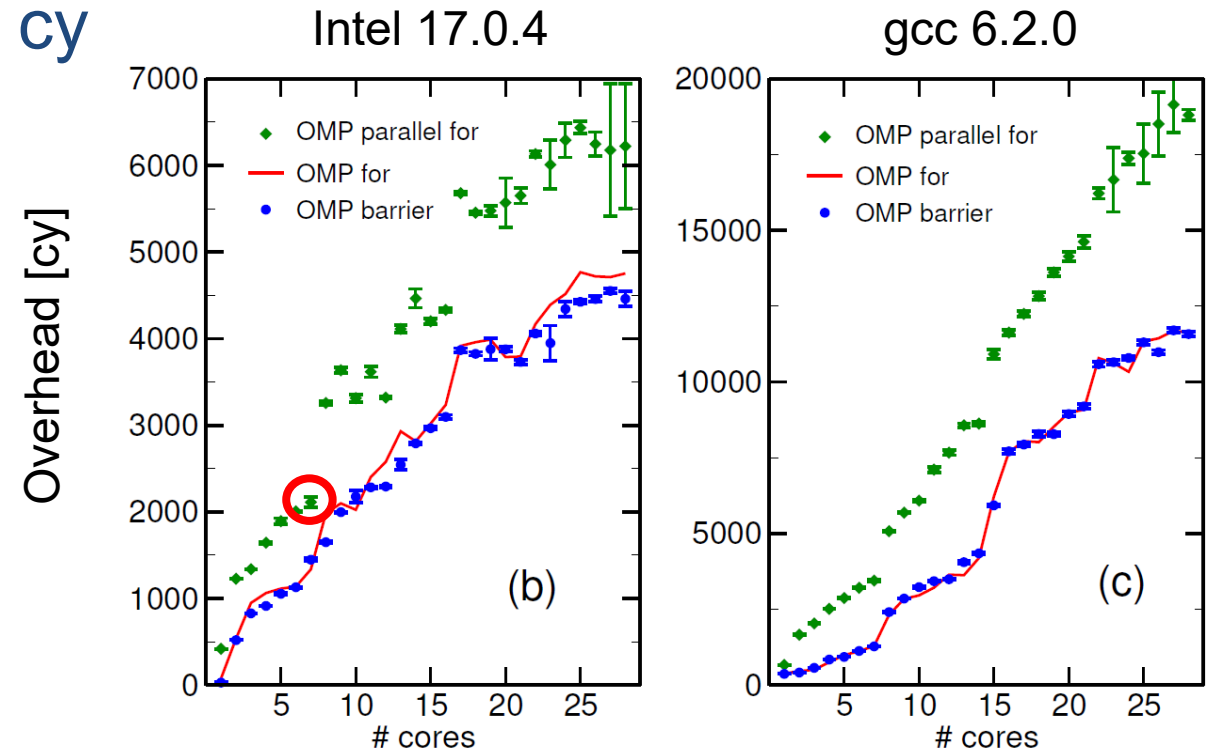 cy
Intel 17.0.4
gcc 6.2.0
Overhead [cy]
7000
6000
5000
4000
3000
2000
1000
0
OMP parallel for
OMP for
OMP barrier
(b)
5 10 15 20 25
# cores
20000
15000
10000
5000
0
OMP parallel for
OMP for
OMP barrier
(c)
5 10 15 20 25
# cores